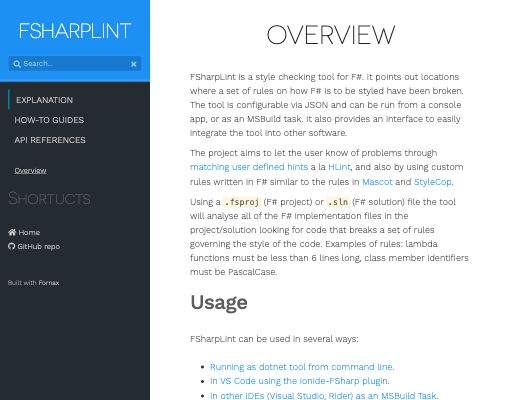 FSHARPLINT
Search...
EXPLANATION
HOW-TO GUIDES
API REFERENCES
Overview
SHORTCUTS
Home
GitHub repo
Built with Fornax
OVERVIEW
FSharpLint is a style checking tool for F#. It points out locations
where a set of rules on how F# is to be styled have been broken.
The tool is configurable via JSON and can be run from a console
app, or as an MSBuild task. It also provides an interface to easily
integrate the tool into other software.
The project aims to let the user know of problems through
matching user defined hints a la HLint, and also by using custom
rules written in F# similar to the rules in Mascot and StyleCop.
Using a .fsproj (F# project) or .sln (F# solution) file the tool
will analyse all of the F# implementation files in the
project/solution looking for code that breaks a set of rules
governing the style of the code. Examples of rules: lambda
functions must be less than 6 lines long, class member identifiers
must be PascalCase.
Usage
FSharpLint can be used in several ways:
Running as dotnet tool from command line.
In VS Code using the Ionide-FSharp plugin.
In other IDEs (Visual Studio, Rider) as an MSBuild Task.